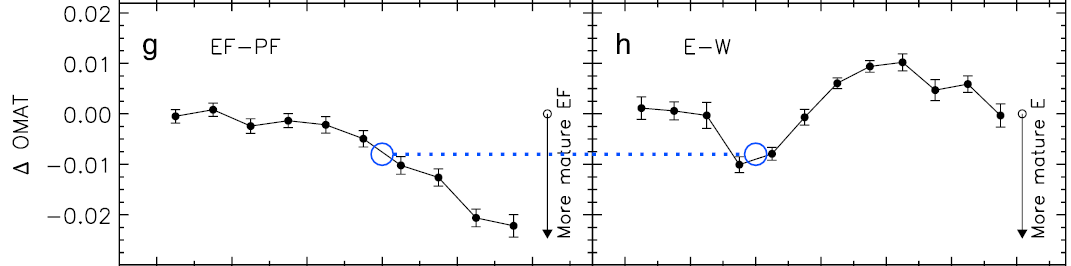 g EF−PF
h E−W
0.02
0.01
0.00
−0.01
−0.02
Δ OMAT
More mature EF
More mature E